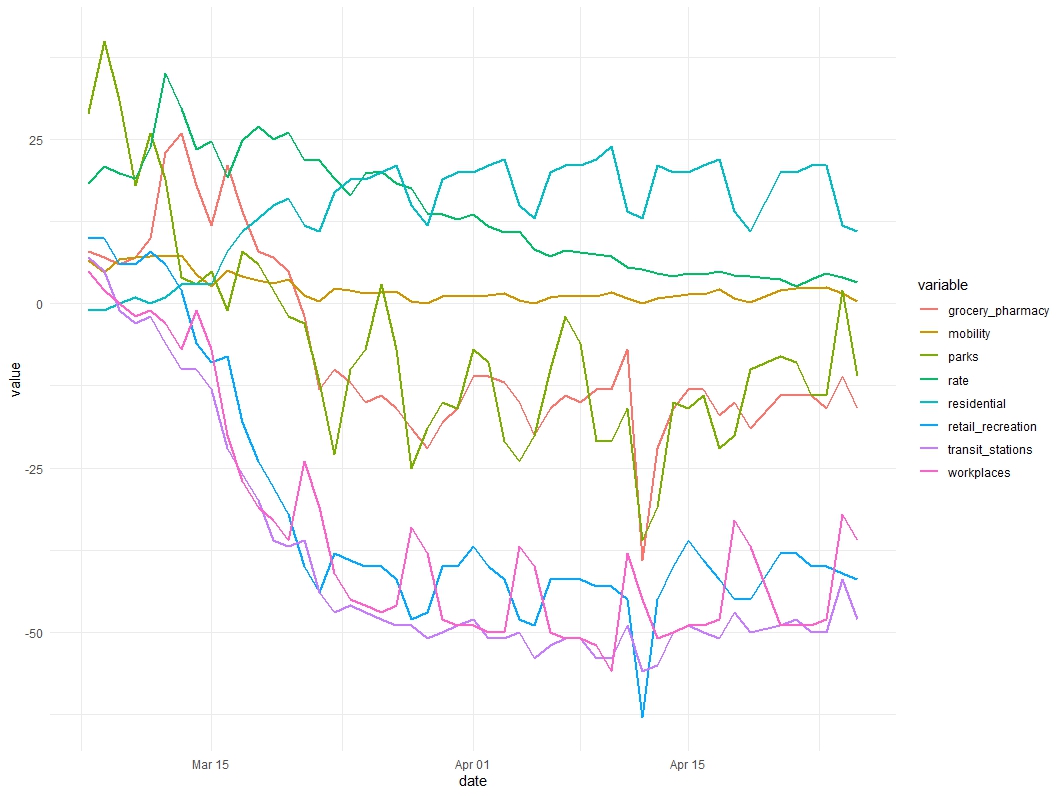 25
0
-25
-50
value
Mar 15
Apr 01
Apr 15
date
variable
grocery_pharmacy
mobility
parks
rate
residential
retail_recreation
transit_stations
workplaces